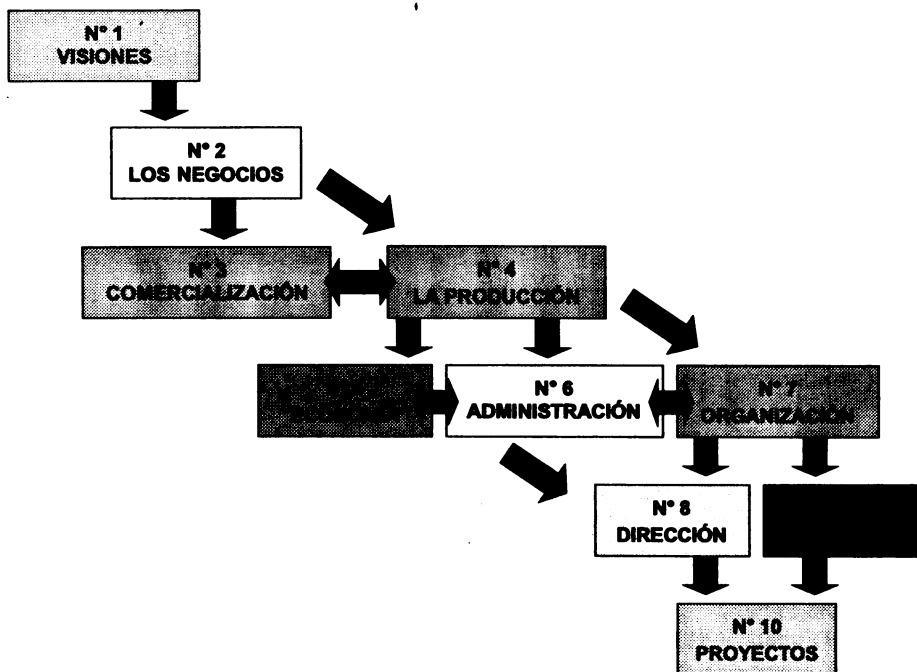 N° 1
VISIONES
N° 2
LOS NEGOCIOS
N° 3
COMERCIALIZACIÓN
N° 4
LA PRODUCCIÓN
N° 6
ADMINISTRACIÓN
N° 7
ORGANIZACIÓN
N° 8
DIRECCIÓN
N° 10
PROYECTOS